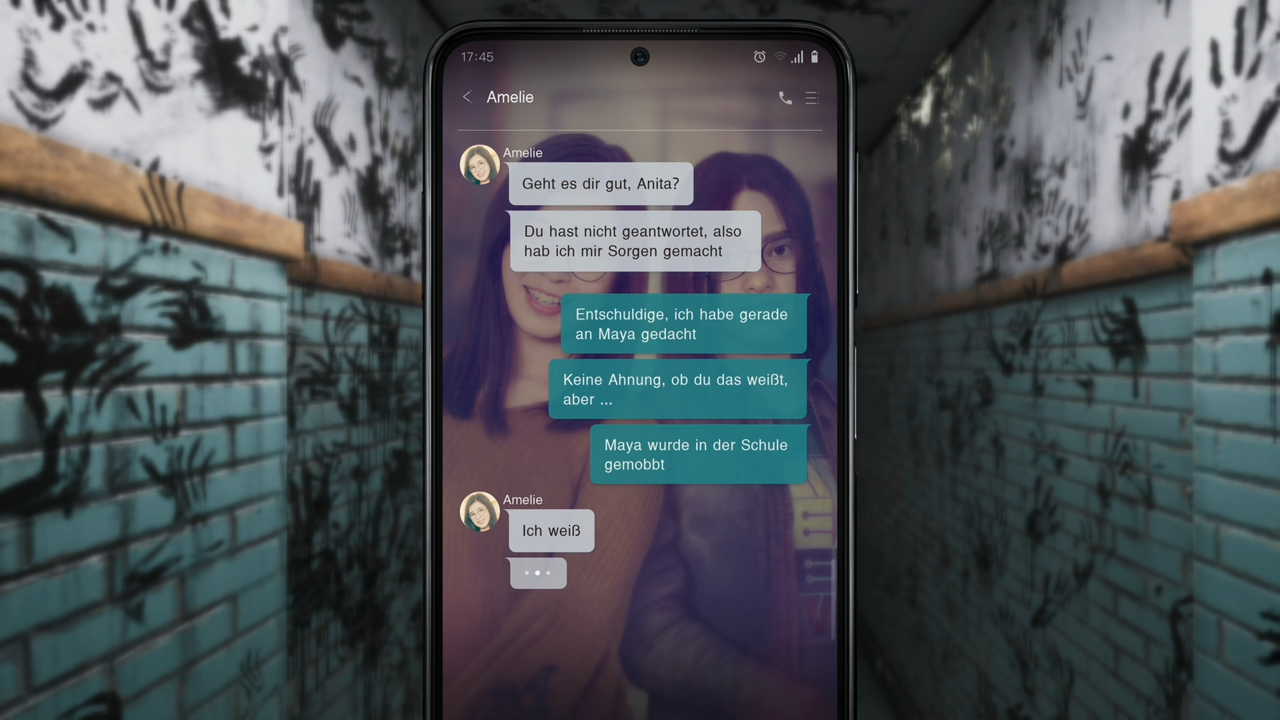 17:45
Amelie
Amelie
Geht es dir gut, Anita?
Du hast nicht geantwortet, also
hab ich mir Sorgen gemacht
Entschuldige, ich habe gerade
an Maya gedacht
Keine Ahnung, ob du das weißt,
aber ...
Maya wurde in der Schule
gemobbt
Amelie
Ich weiß